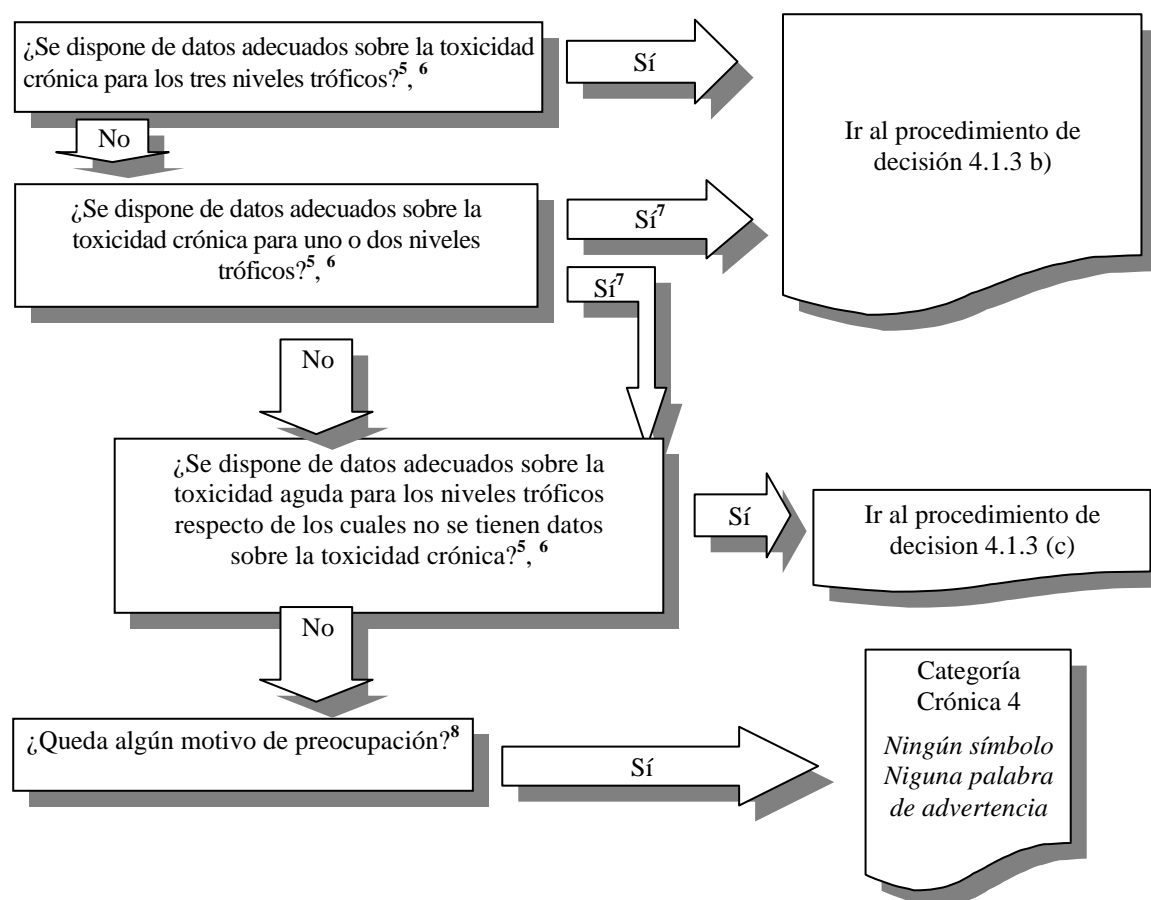 ¿Se dispone de datos adecuados sobre la toxicidad
crónica para los tres niveles tróficos?5, 6
Sí
Ir al procedimiento de
decisión 4.1.3 b)
No
¿Se dispone de datos adecuados sobre la
toxicidad crónica para uno o dos niveles
tróficos?5, 6
Sí7
Sí7
No
¿Se dispone de datos adecuados sobre la
toxicidad aguda para los niveles tróficos
respecto de los cuales no se tienen datos
sobre la toxicidad crónica?5, 6
Sí
Ir al procedimiento de
decision 4.1.3 (c)
No
¿Queda algún motivo de preocupación?8
Sí
Categoría
Crónica 4
Ningún símbolo
Niguna palabra
de advertencia